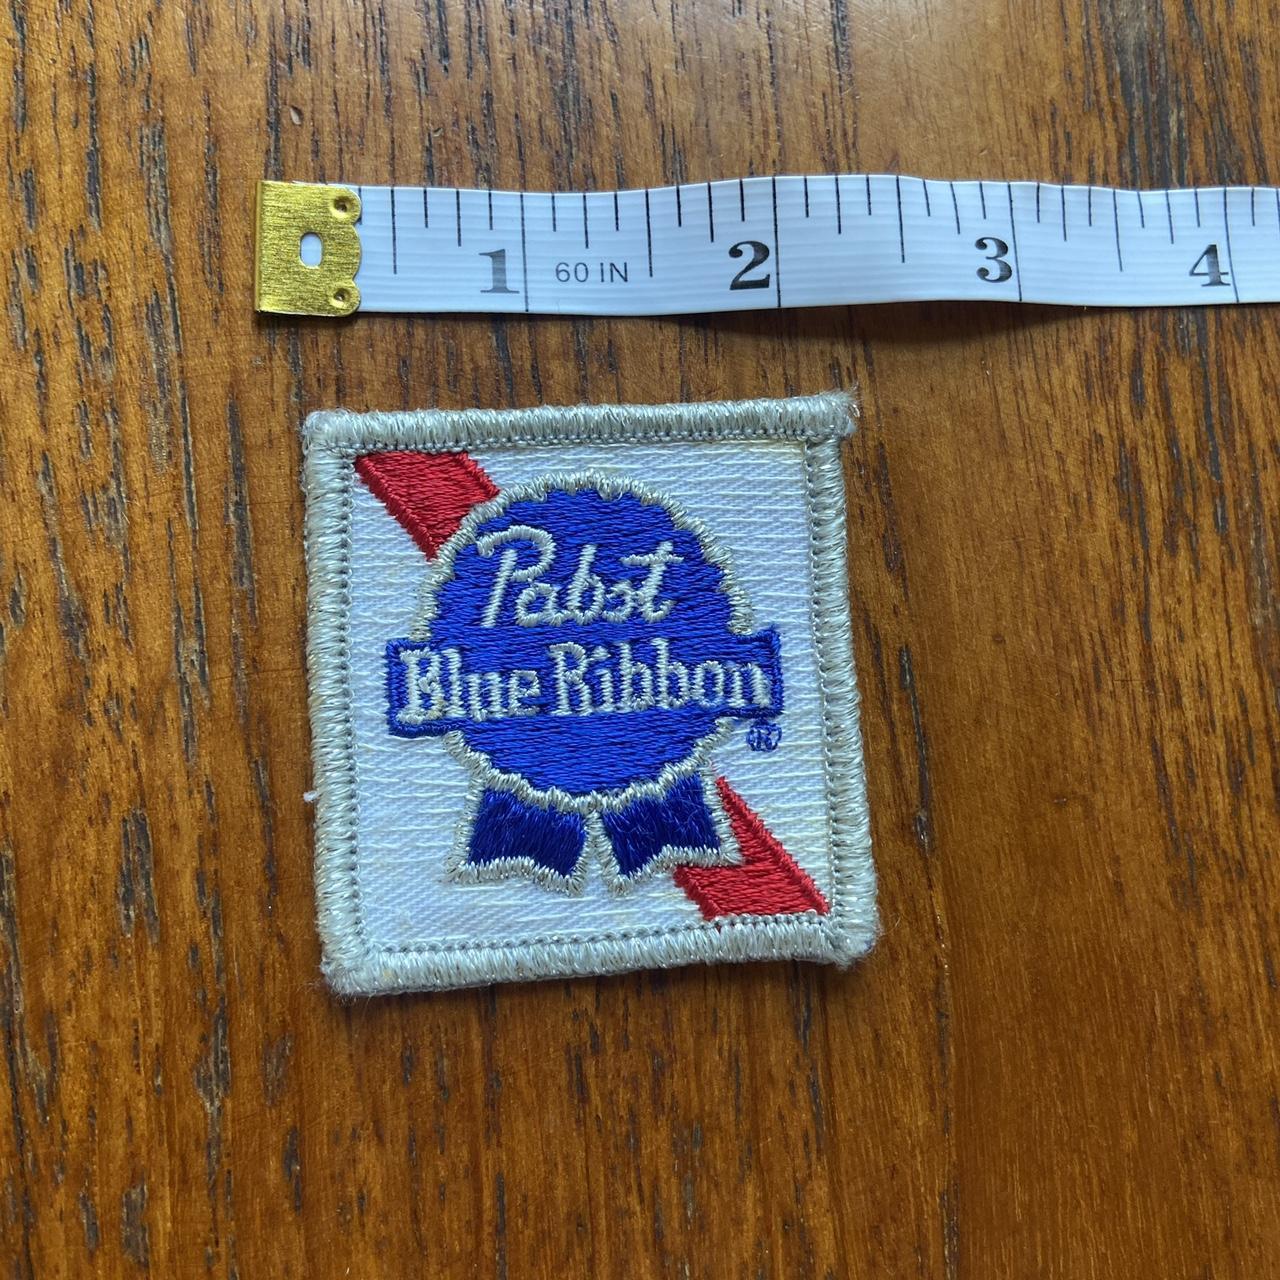 1 60 IN 2 3 4
Pabst
Blue Ribbon
®